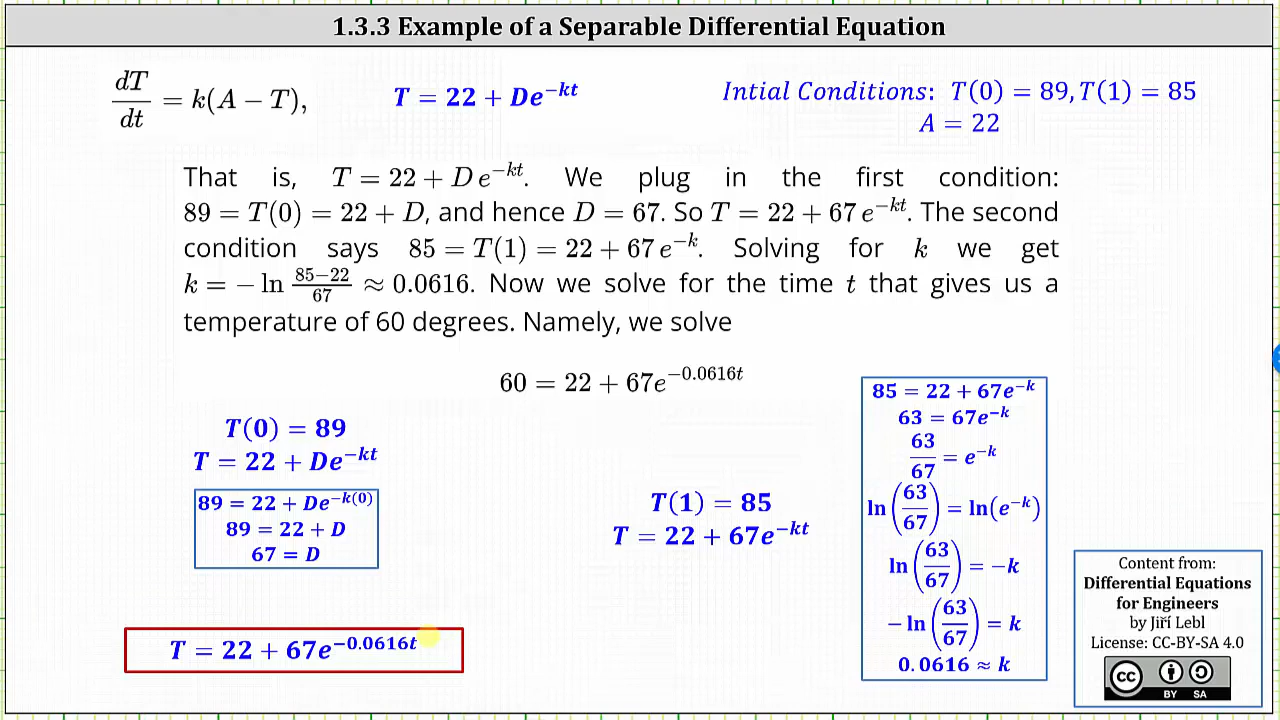 1.3.3 Example of a Separable Differential Equation
dT/dt = k(A − T),
T = 22 + De^{−kt}
Intial Conditions: T(0) = 89, T(1) = 85
A = 22
That is, T = 22 + D e^{−kt}. We plug in the first condition:
89 = T(0) = 22 + D, and hence D = 67. So T = 22 + 67 e^{−kt}. The second
condition says 85 = T(1) = 22 + 67 e^{−k}. Solving for k we get
k = − ln (85−22)/67 ≈ 0.0616. Now we solve for the time t that gives us a
temperature of 60 degrees. Namely, we solve
60 = 22 + 67e^{−0.0616t}
T(0) = 89
T = 22 + De^{−kt}
89 = 22 + De^{−k(0)}
89 = 22 + D
67 = D
T = 22 + 67e^{−0.0616t}
T(1) = 85
T = 22 + 67e^{−kt}
85 = 22 + 67e^{−k}
63 = 67e^{−k}
63/67 = e^{−k}
ln(63/67) = ln(e^{−k})
ln(63/67) = −k
−ln(63/67) = k
0.0616 ≈ k
Content from:
Differential Equations
for Engineers
by Jiří Lebl
License: CC-BY-SA 4.0
cc
BY SA